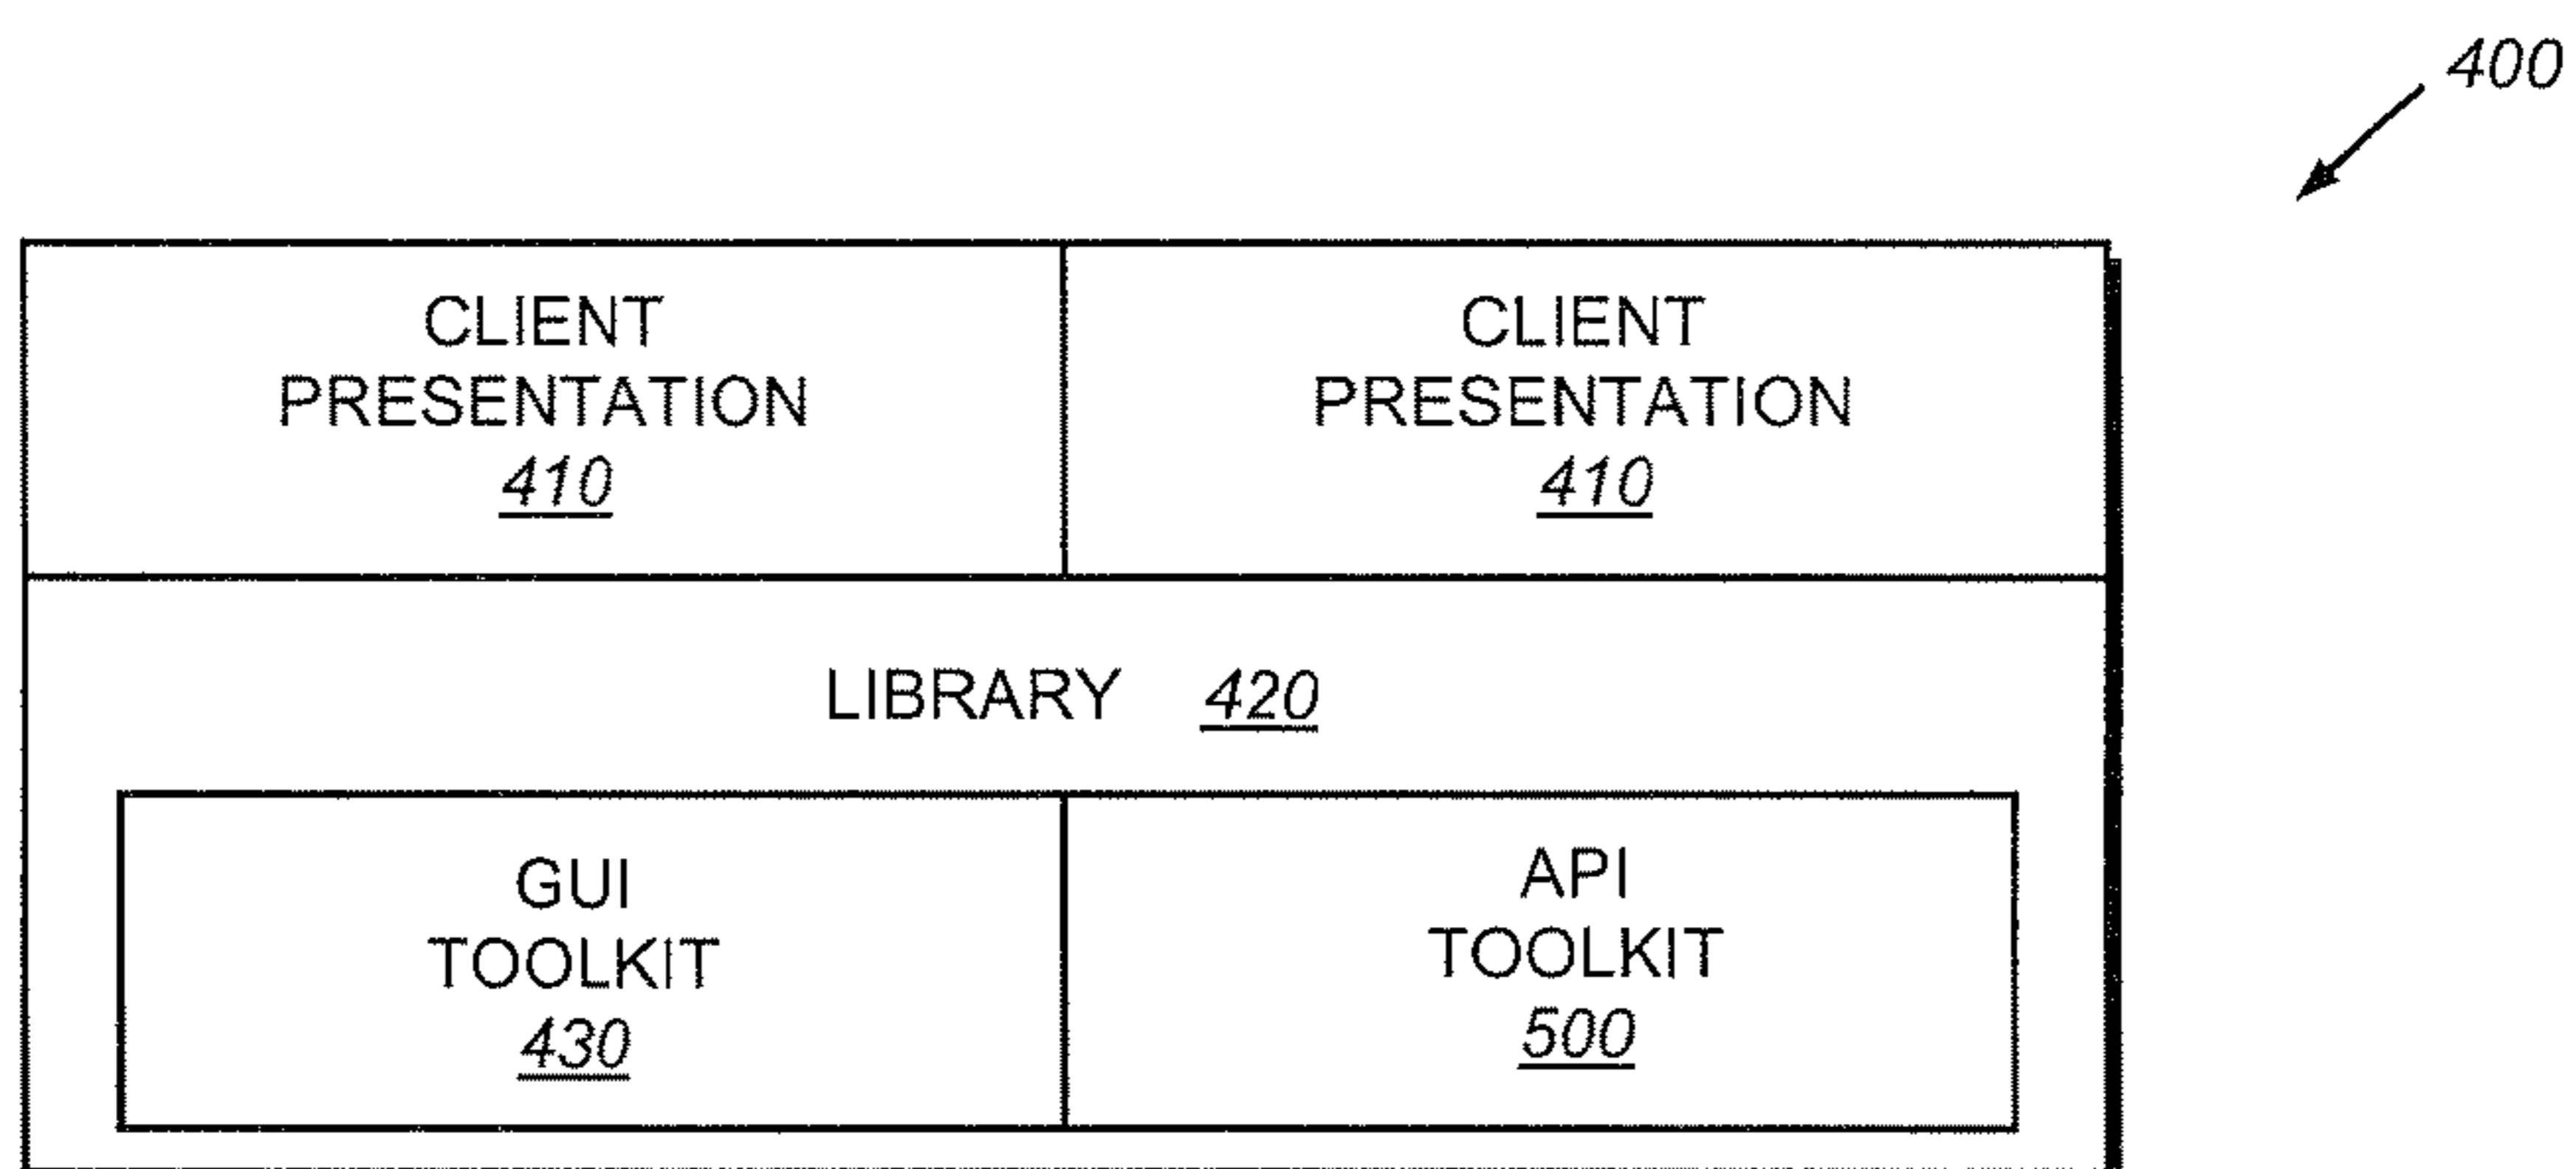 400
CLIENT
PRESENTATION
410
CLIENT
PRESENTATION
410
LIBRARY 420
GUI
TOOLKIT
430
API
TOOLKIT
500